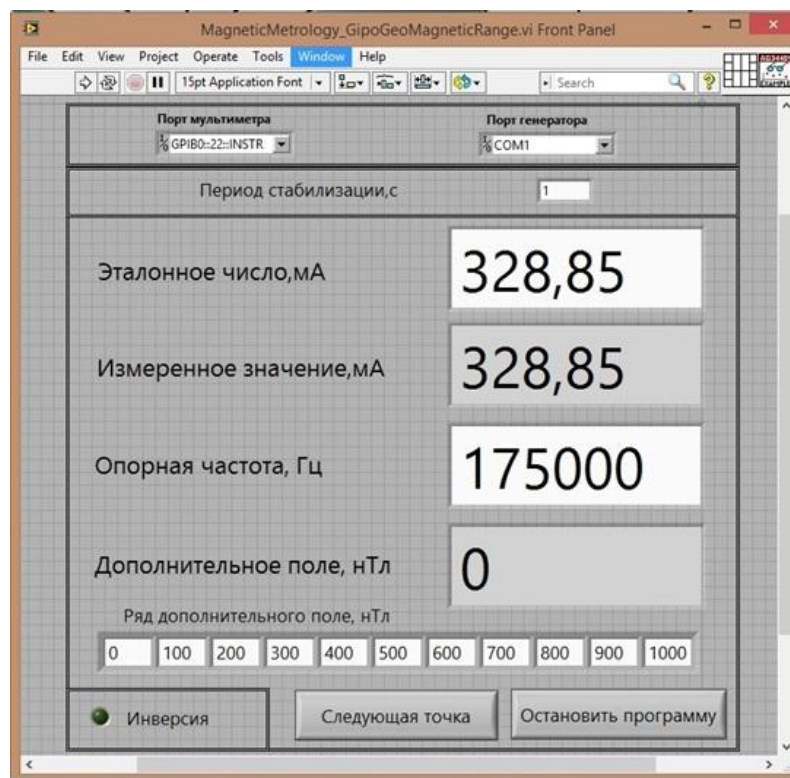 MagneticMetrology_GipoGeoMagneticRange.vi Front Panel
File Edit View Project Operate Tools Window Help
15pt Application Font Search
Порт мультиметра Порт генератора
GPIB0::22::INSTR COM1
Период стабилизации,с 1
Эталонное число,мА 328,85
Измеренное значение,мА 328,85
Опорная частота, Гц 175000
Дополнительное поле, нТл 0
Ряд дополнительного поле, нТл
0 100 200 300 400 500 600 700 800 900 1000
Инверсия Следующая точка Остановить программу